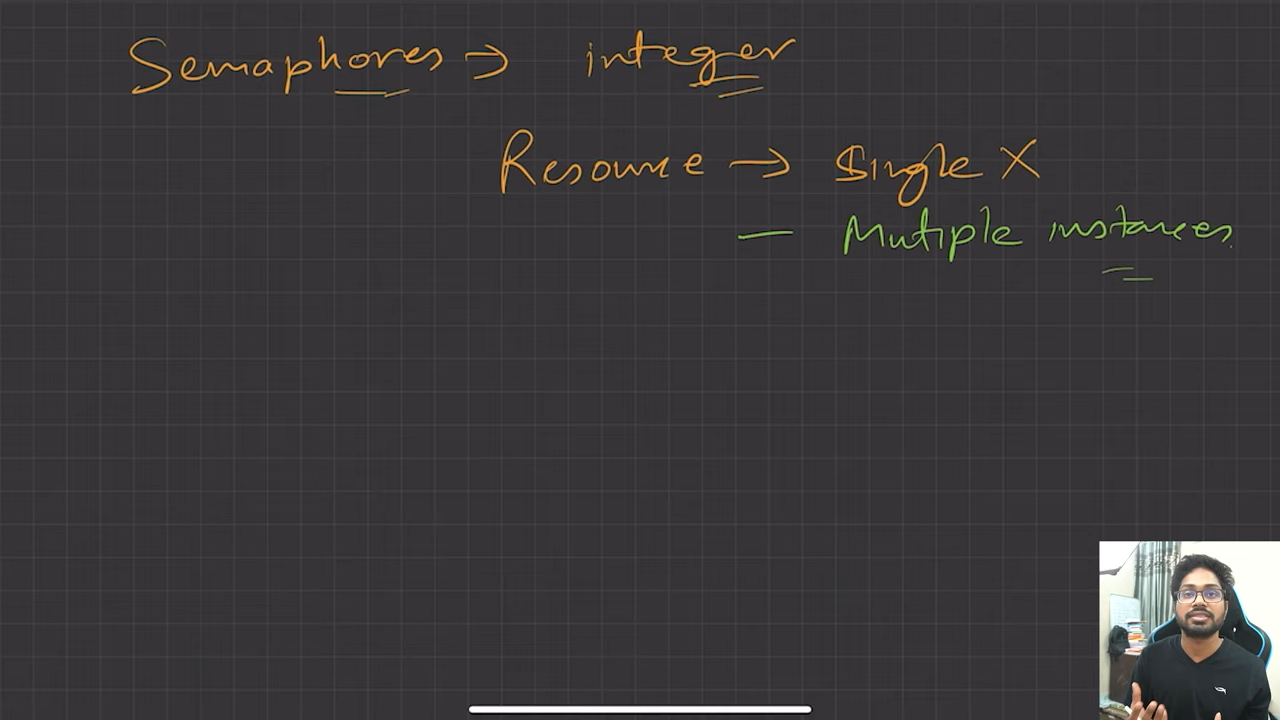 Semaphores → integer
Resource → Single X
— Mutiple instances